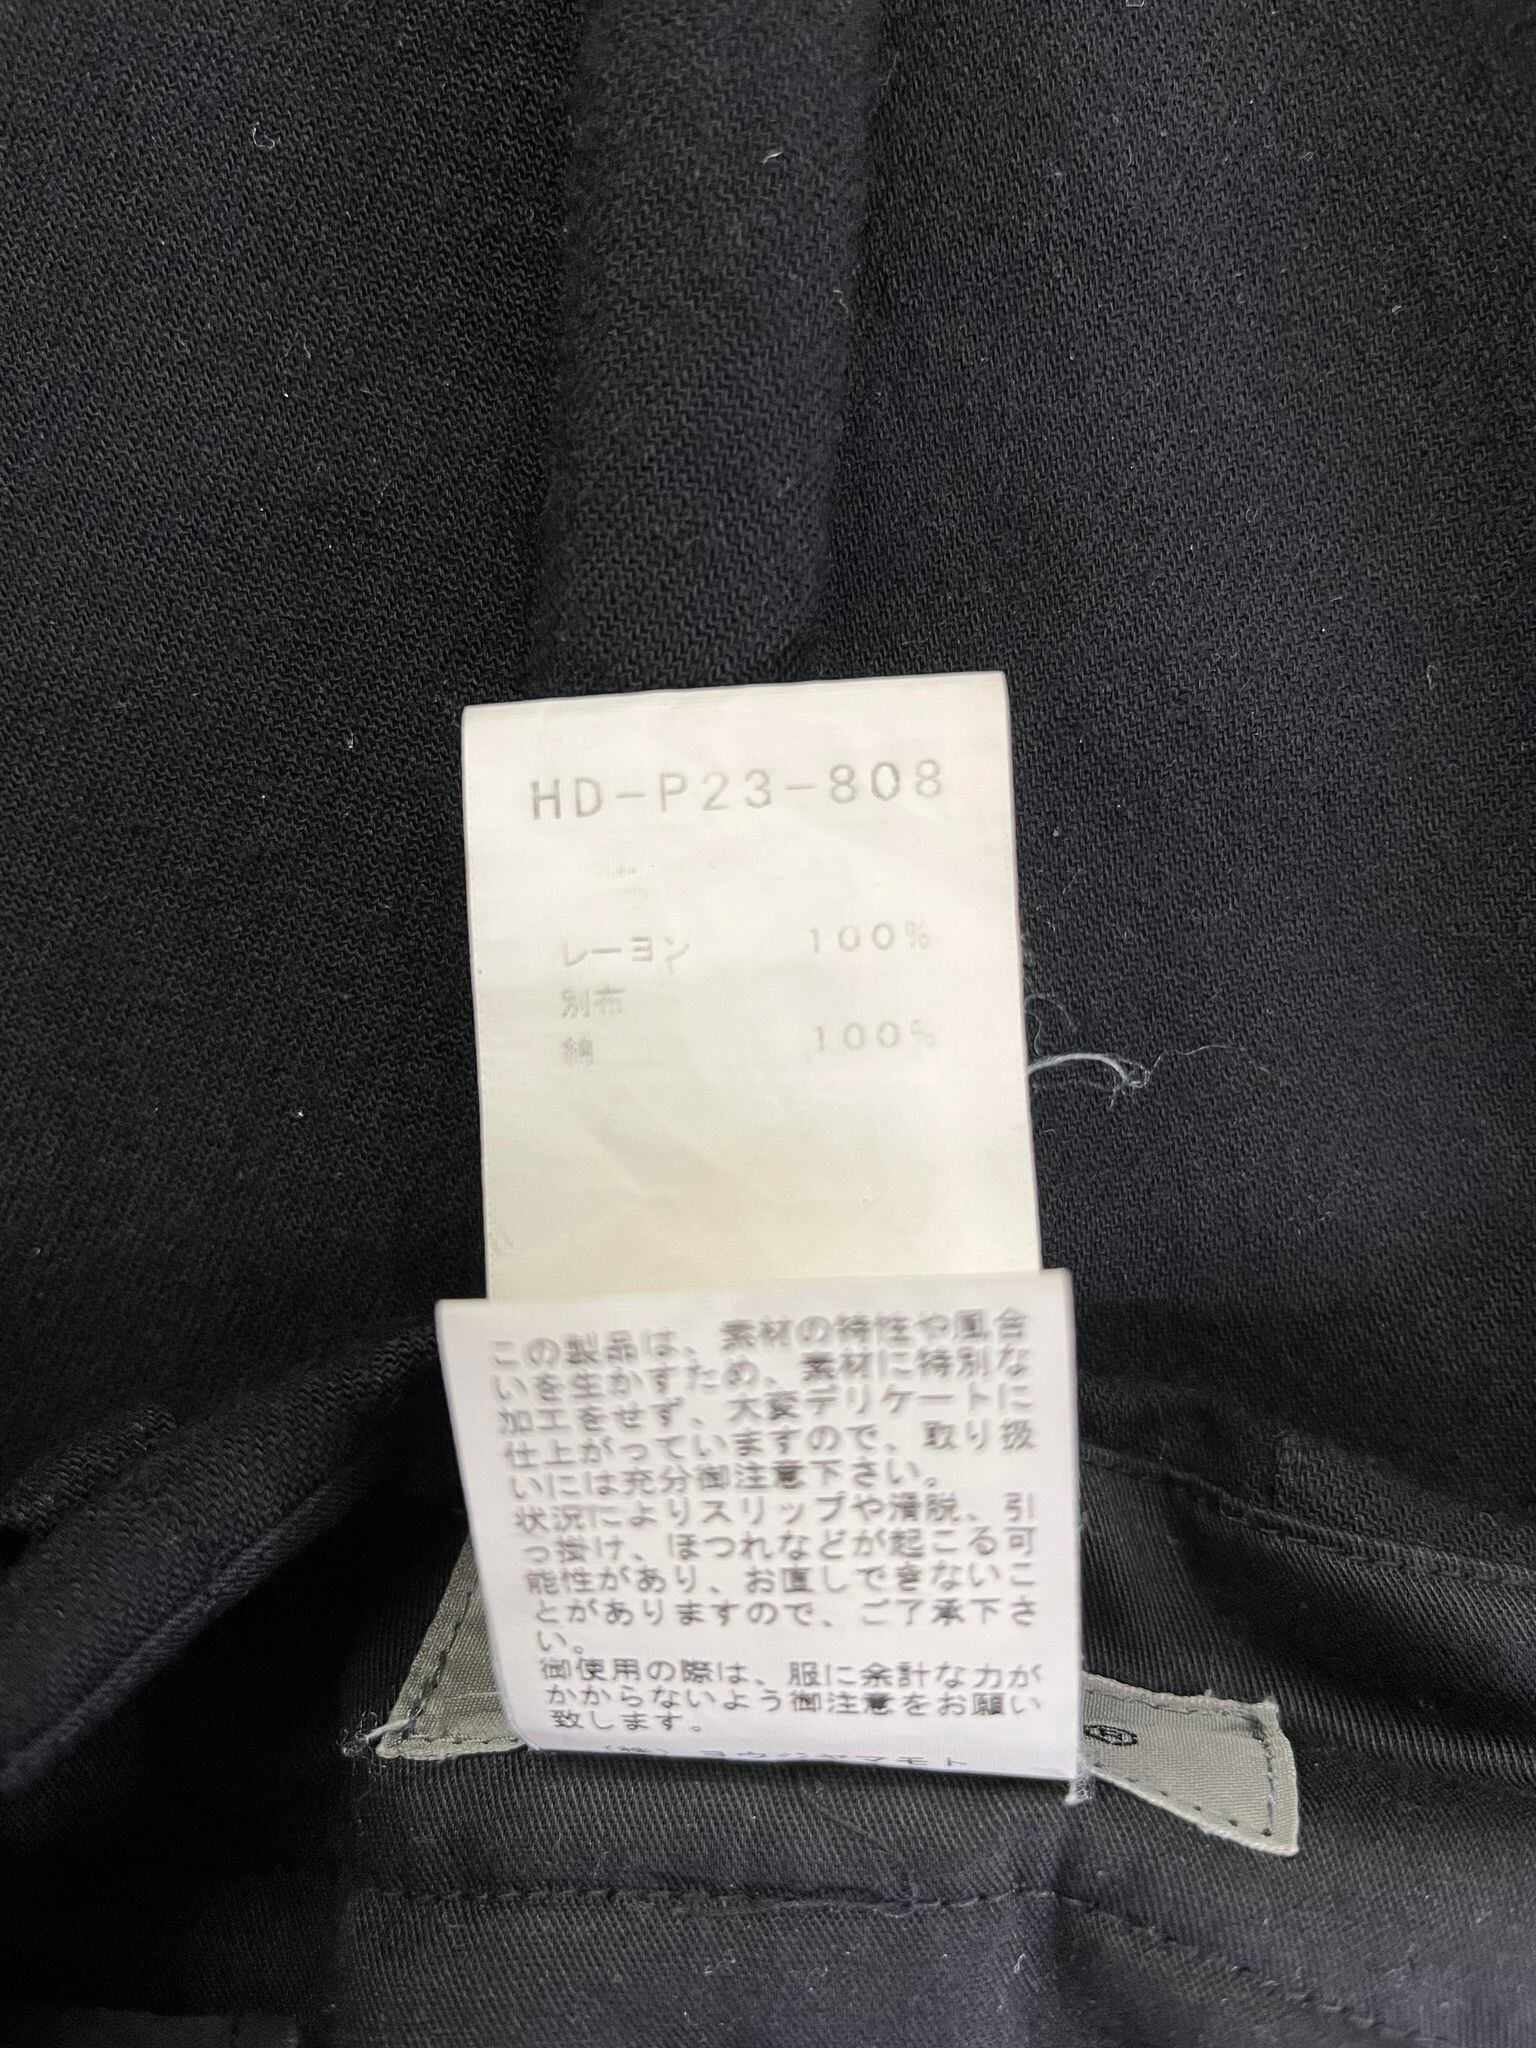 HD-P23-808
レーヨン 100%
別布
綿 100%
この製品は、素材の特性や風合
いを生かすため、素材に特別な
加工をせず、大変デリケートに
仕上がっていますので、取り扱
いには充分御注意下さい。
状況によりスリップや滑脱、引
っ掛け、ほつれなどが起こる可
能性があり、お直しできないこ
とがありますので、ご了承下さ
い。
御使用の際は、服に余計な力が
かからないよう御注意をお願い
致します。
(株) ヨウジヤマモト